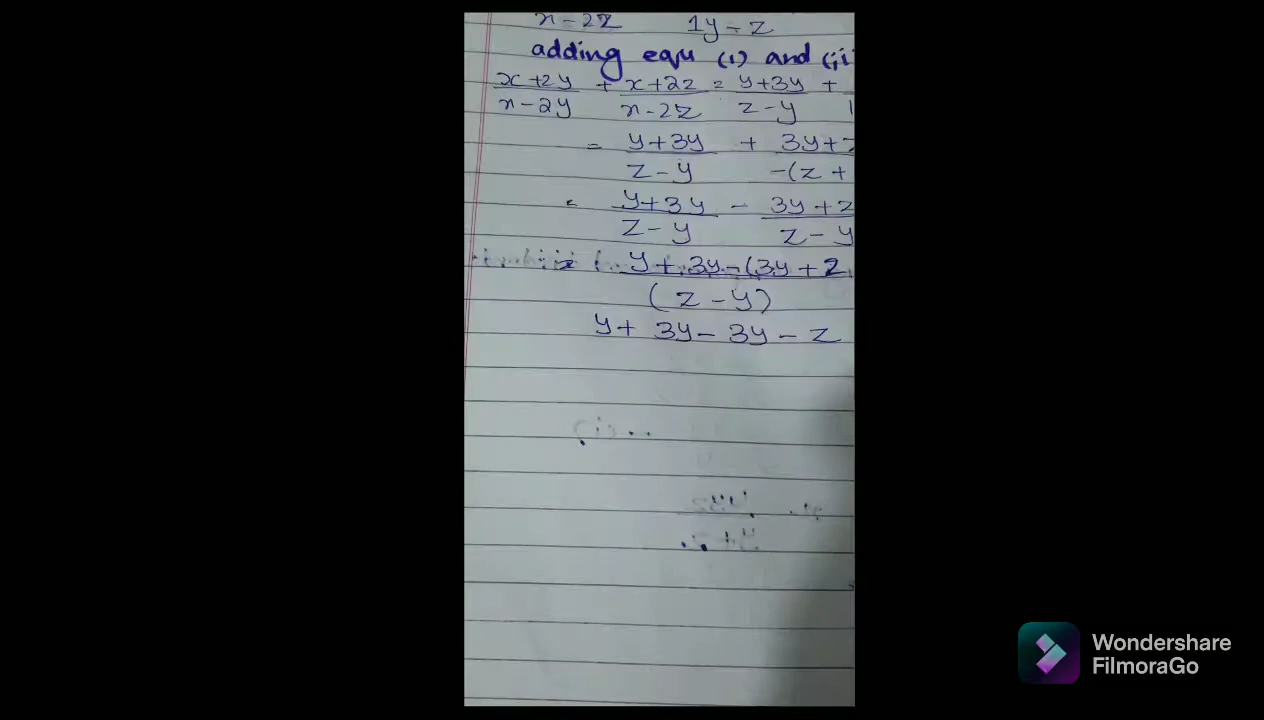 x-2z 1y-z
adding equ (i) and (ii
x+2y/x-2y + x+2z/x-2z = y+3y/z-y +
= y+3y/z-y + 3y+z/-(z+
= y+3y/z-y - 3y+z/z-y
= y+3y-(3y+z
(z-y)
y+3y-3y-z
Wondershare
FilmoraGo